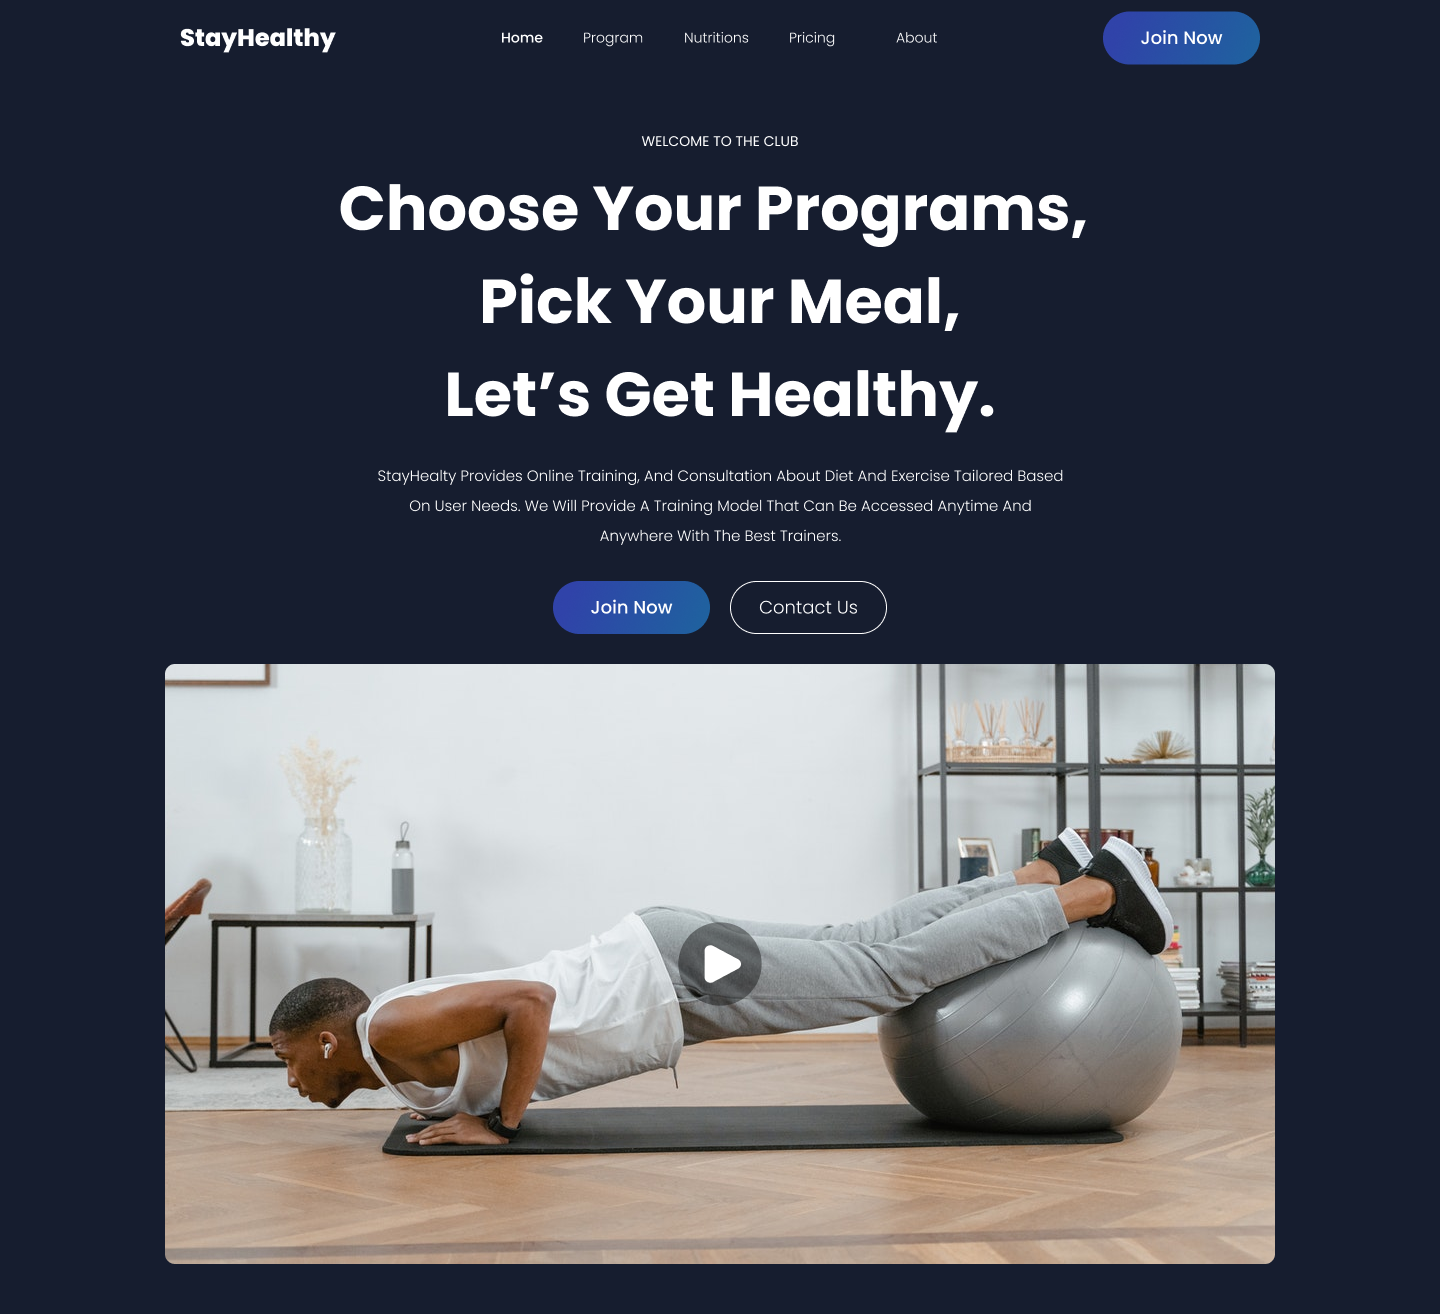 StayHealthy
Home
Program
Nutritions
Pricing
About
Join Now
WELCOME TO THE CLUB
Choose Your Programs,
Pick Your Meal,
Let’s Get Healthy.
StayHealty Provides Online Training, And Consultation About Diet And Exercise Tailored Based
On User Needs. We Will Provide A Training Model That Can Be Accessed Anytime And
Anywhere With The Best Trainers.
Join Now
Contact Us